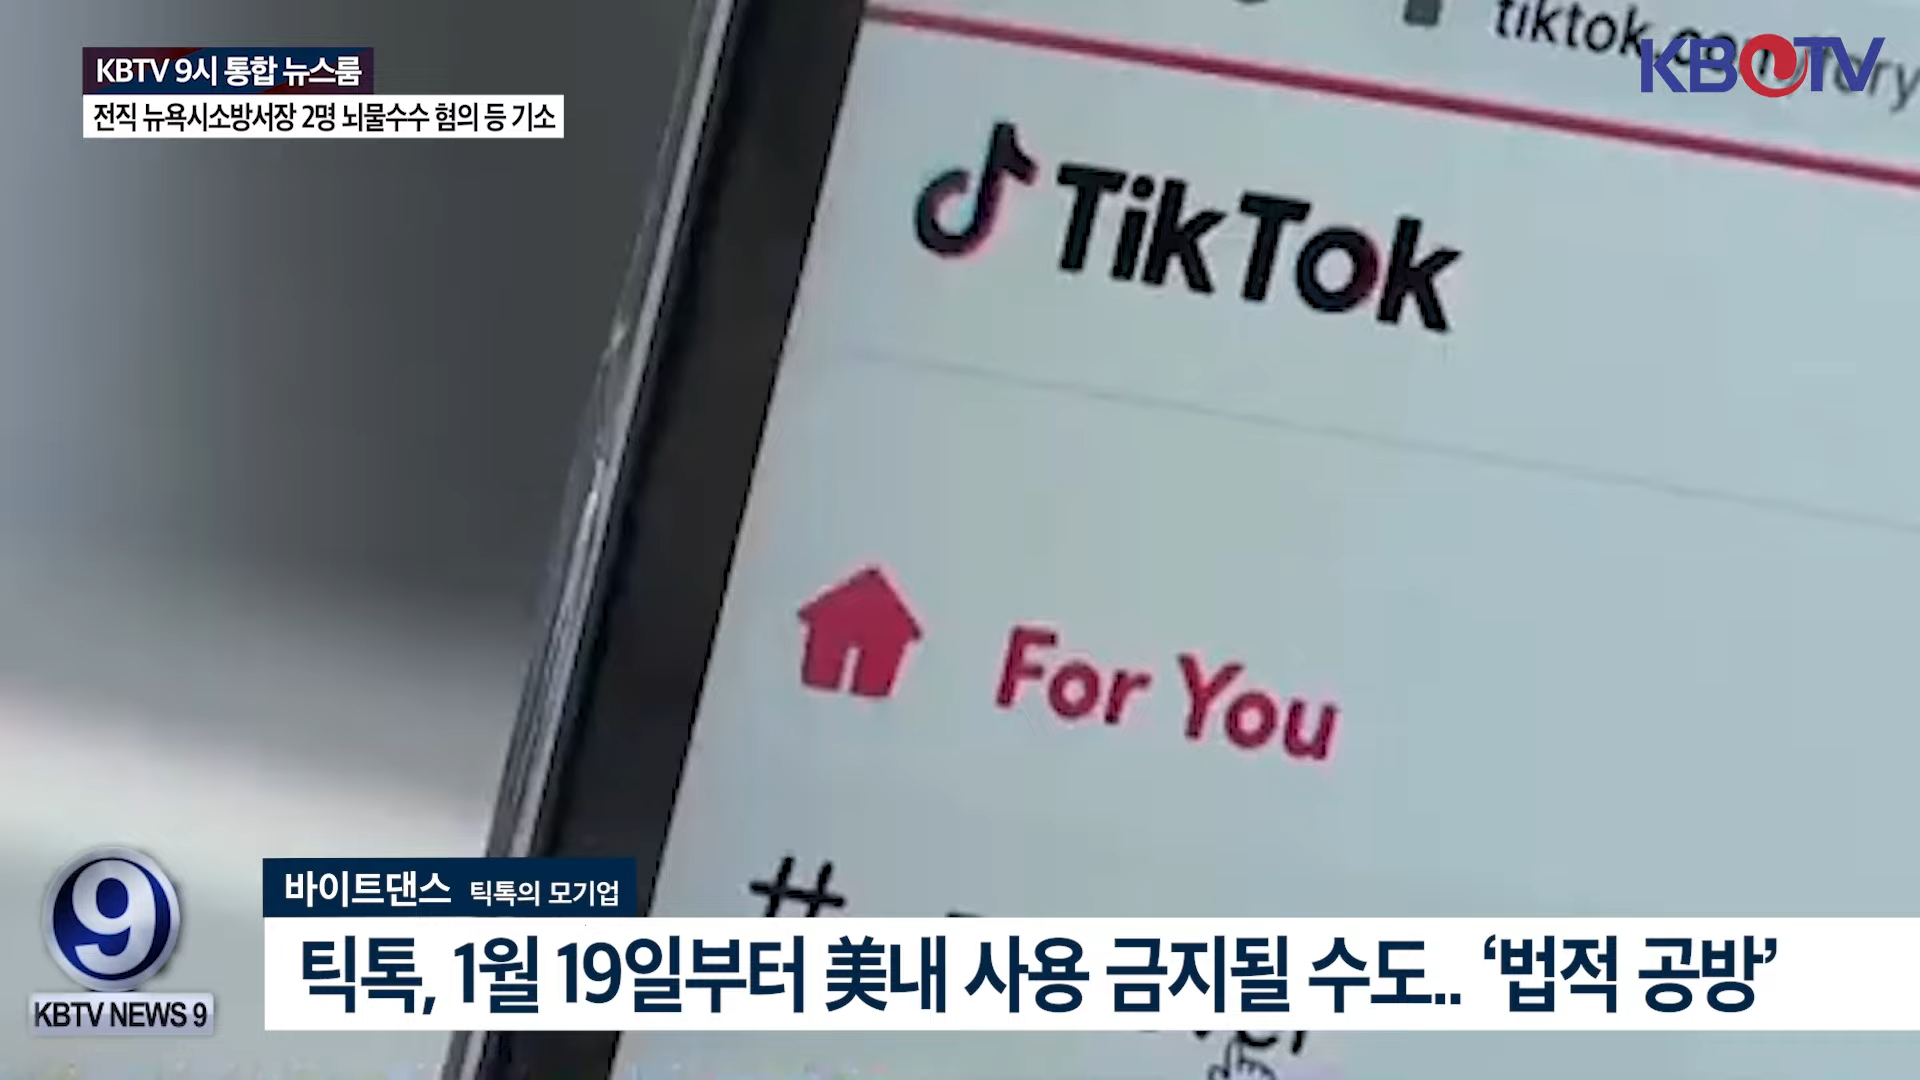 KBTV 9시 통합 뉴스룸
전직 뉴욕시소방서장 2명 뇌물수수 혐의 등 기소
KBTV
TikTok
For You
#
바이트댄스 틱톡의 모기업
틱톡, 1월 19일부터 美내 사용 금지될 수도.. ‘법적 공방’
9
KBTV NEWS 9